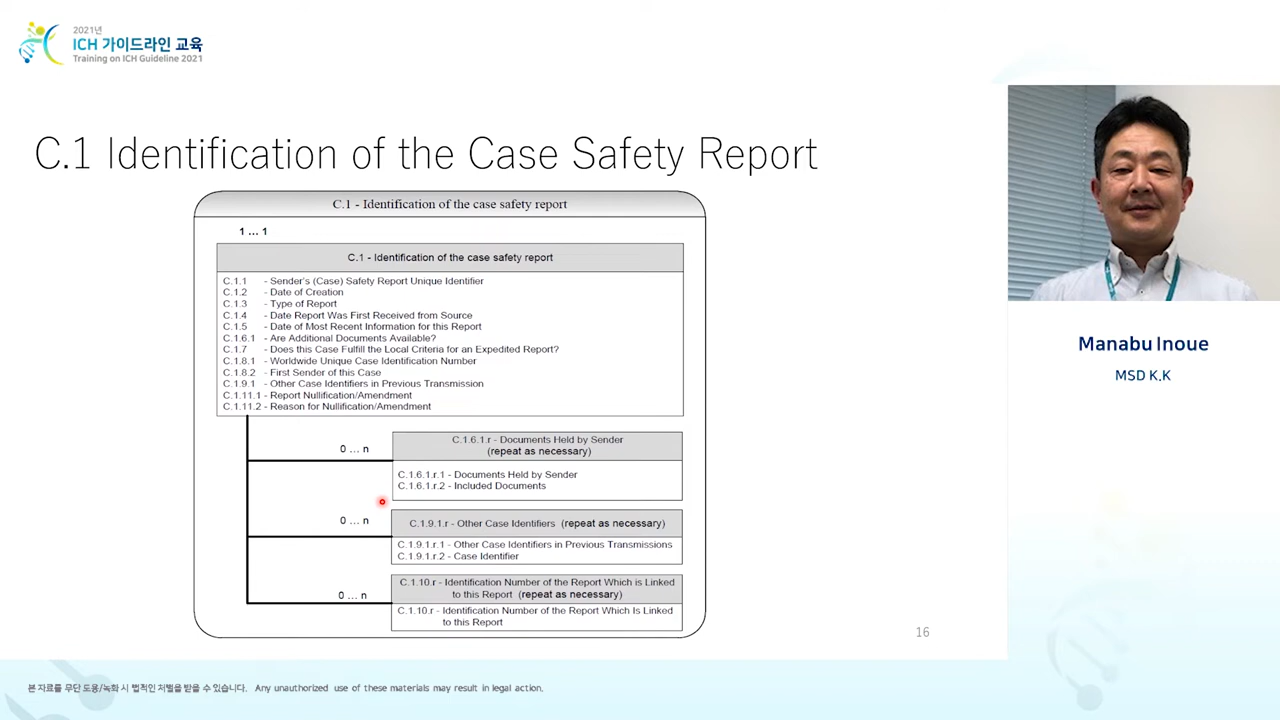 2021년
ICH 가이드라인 교육
Training on ICH Guideline 2021
C.1 Identification of the Case Safety Report
C.1 - Identification of the case safety report
1 ... 1
C.1 - Identification of the case safety report
C.1.1 - Sender's (Case) Safety Report Unique Identifier
C.1.2 - Date of Creation
C.1.3 - Type of Report
C.1.4 - Date Report Was First Received from Source
C.1.5 - Date of Most Recent Information for this Report
C.1.6.1 - Are Additional Documents Available?
C.1.7 - Does this Case Fulfill the Local Criteria for an Expedited Report?
C.1.8.1 - Worldwide Unique Case Identification Number
C.1.8.2 - First Sender of this Case
C.1.9.1 - Other Case Identifiers in Previous Transmission
C.1.11.1 - Report Nullification/Amendment
C.1.11.2 - Reason for Nullification/Amendment
0 ... n
C.1.6.1.r - Documents Held by Sender
(repeat as necessary)
C.1.6.1.r.1 - Documents Held by Sender
C.1.6.1.r.2 - Included Documents
0 ... n
C.1.9.1.r - Other Case Identifiers (repeat as necessary)
C.1.9.1.r.1 - Other Case Identifiers in Previous Transmissions
C.1.9.1.r.2 - Case Identifier
0 ... n
C.1.10.r - Identification Number of the Report Which is Linked
to this Report (repeat as necessary)
C.1.10.r - Identification Number of the Report Which Is Linked
to this Report
16
Manabu Inoue
MSD K.K
본 자료를 무단 도용/녹화 시 법적인 처벌을 받을 수 있습니다. Any unauthorized use of these materials may result in legal action.